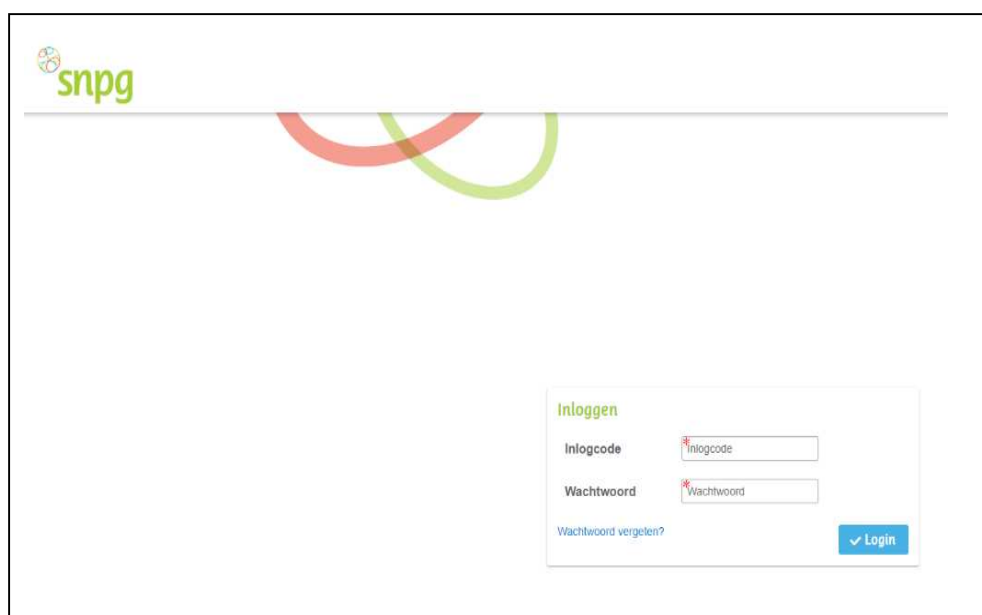 snpg
Inloggen
Inlogcode *Inlogcode
Wachtwoord *Wachtwoord
Wachtwoord vergeten?
Login